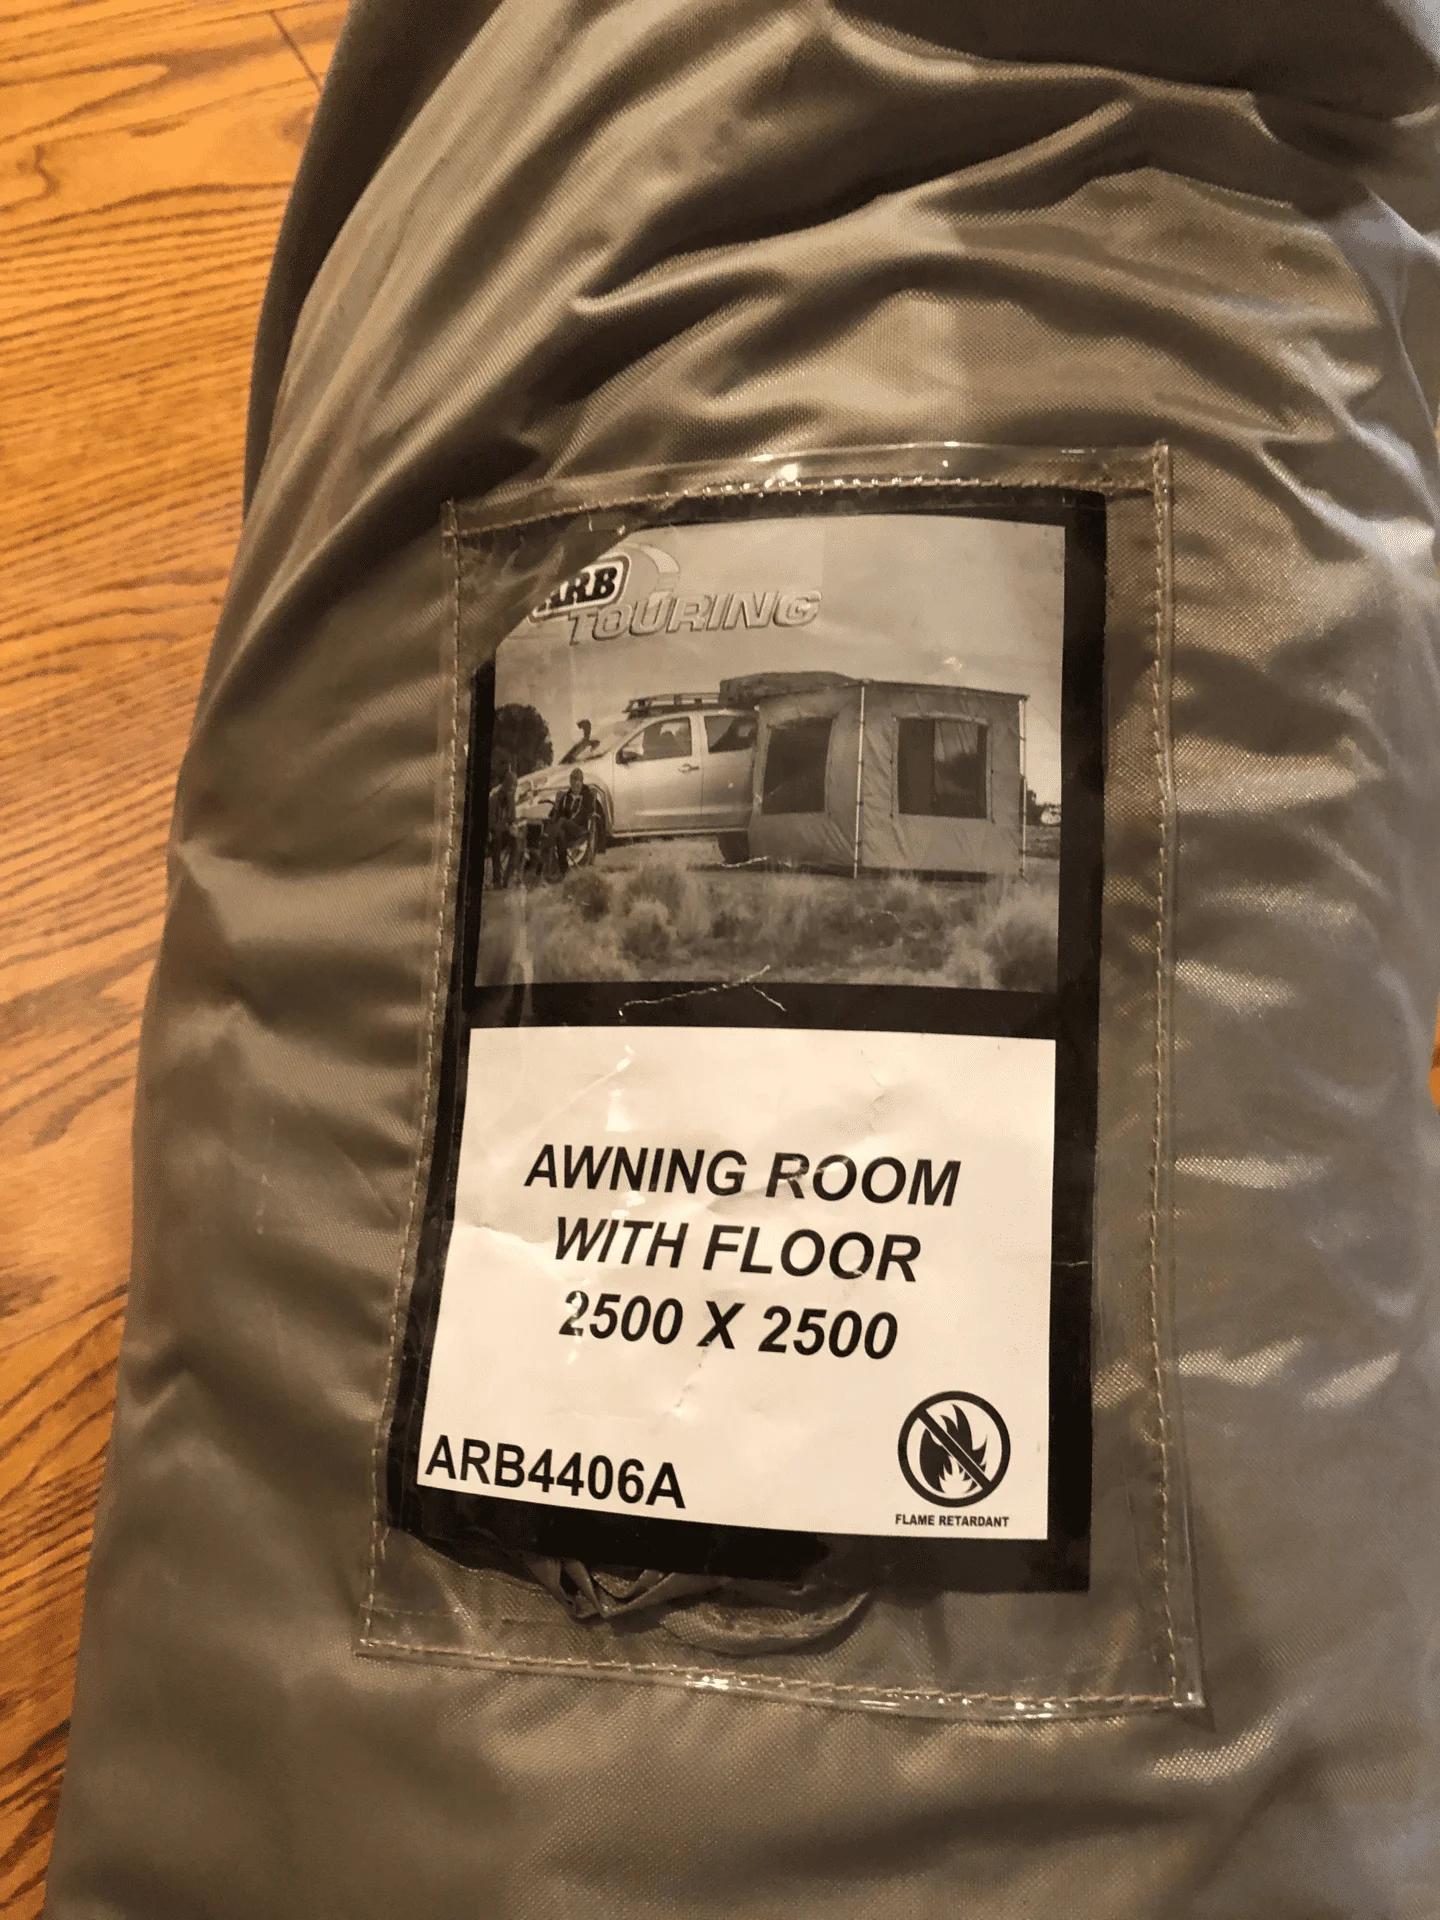 ARB
TOURING
AWNING ROOM
WITH FLOOR
2500 X 2500
ARB4406A
FLAME RETARDANT